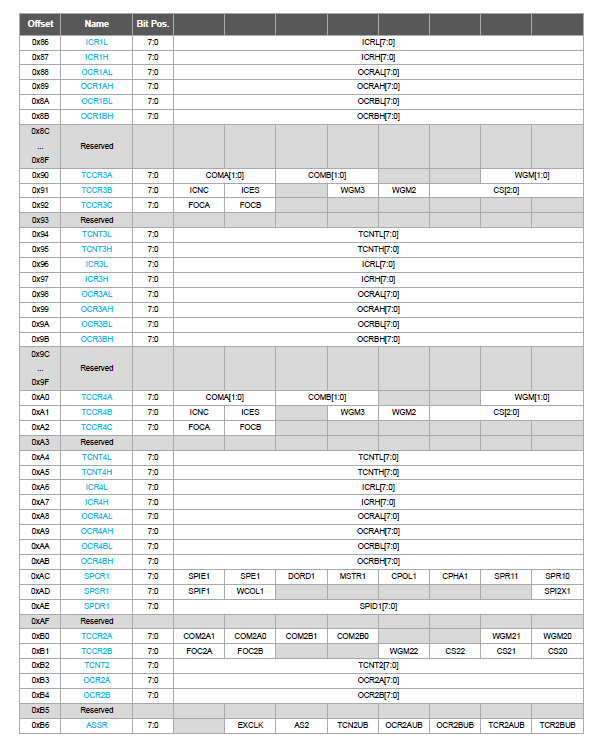 Offset Name Bit Pos.
0x86 ICR1L 7:0 ICRL[7:0]
0x87 ICR1H 7:0 ICRH[7:0]
0x88 OCR1AL 7:0 OCRAL[7:0]
0x89 OCR1AH 7:0 OCRAH[7:0]
0x8A OCR1BL 7:0 OCRBL[7:0]
0x8B OCR1BH 7:0 OCRBH[7:0]
0x8C
... Reserved
0x8F
0x90 TCCR3A 7:0 COMA[1:0] COMB[1:0] WGM[1:0]
0x91 TCCR3B 7:0 ICNC ICES WGM3 WGM2 CS[2:0]
0x92 TCCR3C 7:0 FOCA FOCB
0x93 Reserved
0x94 TCNT3L 7:0 TCNTL[7:0]
0x95 TCNT3H 7:0 TCNTH[7:0]
0x96 ICR3L 7:0 ICRL[7:0]
0x97 ICR3H 7:0 ICRH[7:0]
0x98 OCR3AL 7:0 OCRAL[7:0]
0x99 OCR3AH 7:0 OCRAH[7:0]
0x9A OCR3BL 7:0 OCRBL[7:0]
0x9B OCR3BH 7:0 OCRBH[7:0]
0x9C
... Reserved
0x9F
0xA0 TCCR4A 7:0 COMA[1:0] COMB[1:0] WGM[1:0]
0xA1 TCCR4B 7:0 ICNC ICES WGM3 WGM2 CS[2:0]
0xA2 TCCR4C 7:0 FOCA FOCB
0xA3 Reserved
0xA4 TCNT4L 7:0 TCNTL[7:0]
0xA5 TCNT4H 7:0 TCNTH[7:0]
0xA6 ICR4L 7:0 ICRL[7:0]
0xA7 ICR4H 7:0 ICRH[7:0]
0xA8 OCR4AL 7:0 OCRAL[7:0]
0xA9 OCR4AH 7:0 OCRAH[7:0]
0xAA OCR4BL 7:0 OCRBL[7:0]
0xAB OCR4BH 7:0 OCRBH[7:0]
0xAC SPCR1 7:0 SPIE1 SPE1 DORD1 MSTR1 CPOL1 CPHA1 SPR11 SPR10
0xAD SPSR1 7:0 SPIF1 WCOL1 SPI2X1
0xAE SPDR1 7:0 SPID1[7:0]
0xAF Reserved
0xB0 TCCR2A 7:0 COM2A1 COM2A0 COM2B1 COM2B0 WGM21 WGM20
0xB1 TCCR2B 7:0 FOC2A FOC2B WGM22 CS22 CS21 CS20
0xB2 TCNT2 7:0 TCNT2[7:0]
0xB3 OCR2A 7:0 OCR2A[7:0]
0xB4 OCR2B 7:0 OCR2B[7:0]
0xB5 Reserved
0xB6 ASSR 7:0 EXCLK AS2 TCN2UB OCR2AUB OCR2BUB TCR2AUB TCR2BUB